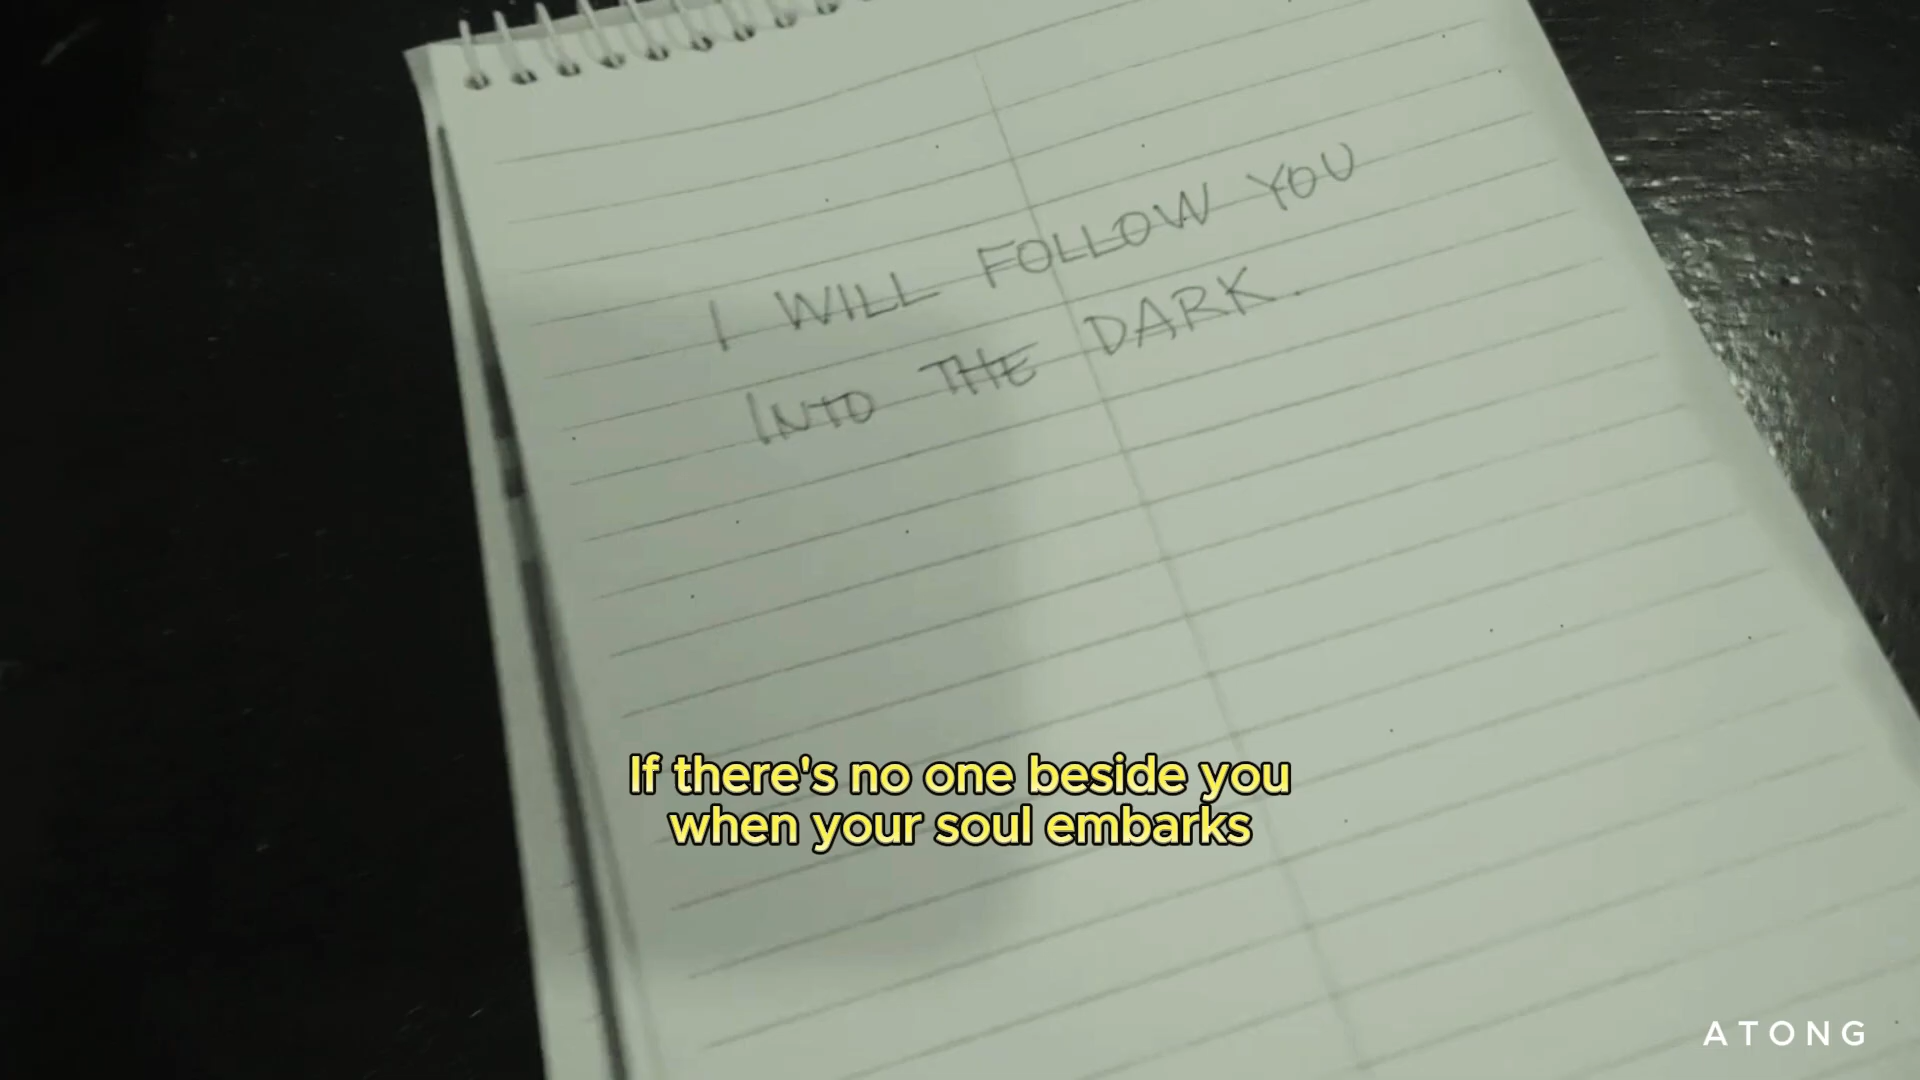 I WILL FOLLOW YOU
INTO THE DARK.
If there's no one beside you
when your soul embarks
ATONG